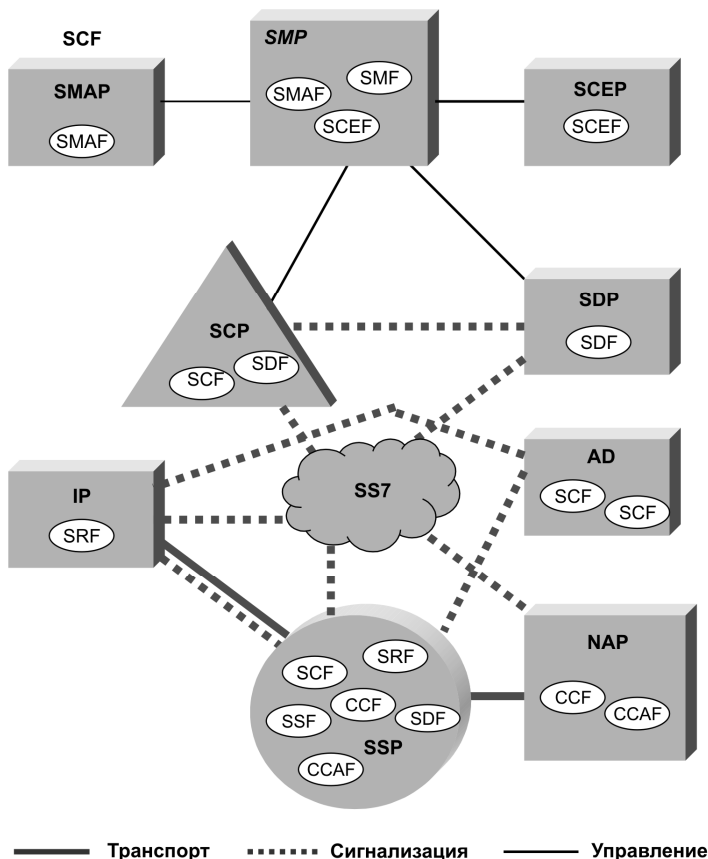 SCF
SMP
SMAP
SMAF
SMAF
SMF
SCEF
SCEP
SCEF
SCP
SCF
SDF
SDP
SDF
IP
SRF
SS7
AD
SCF
SCF
SCF
SRF
SSF
CCF
SDF
SSP
CCAF
NAP
CCF
CCAF
Транспорт
Сигнализация
Управление